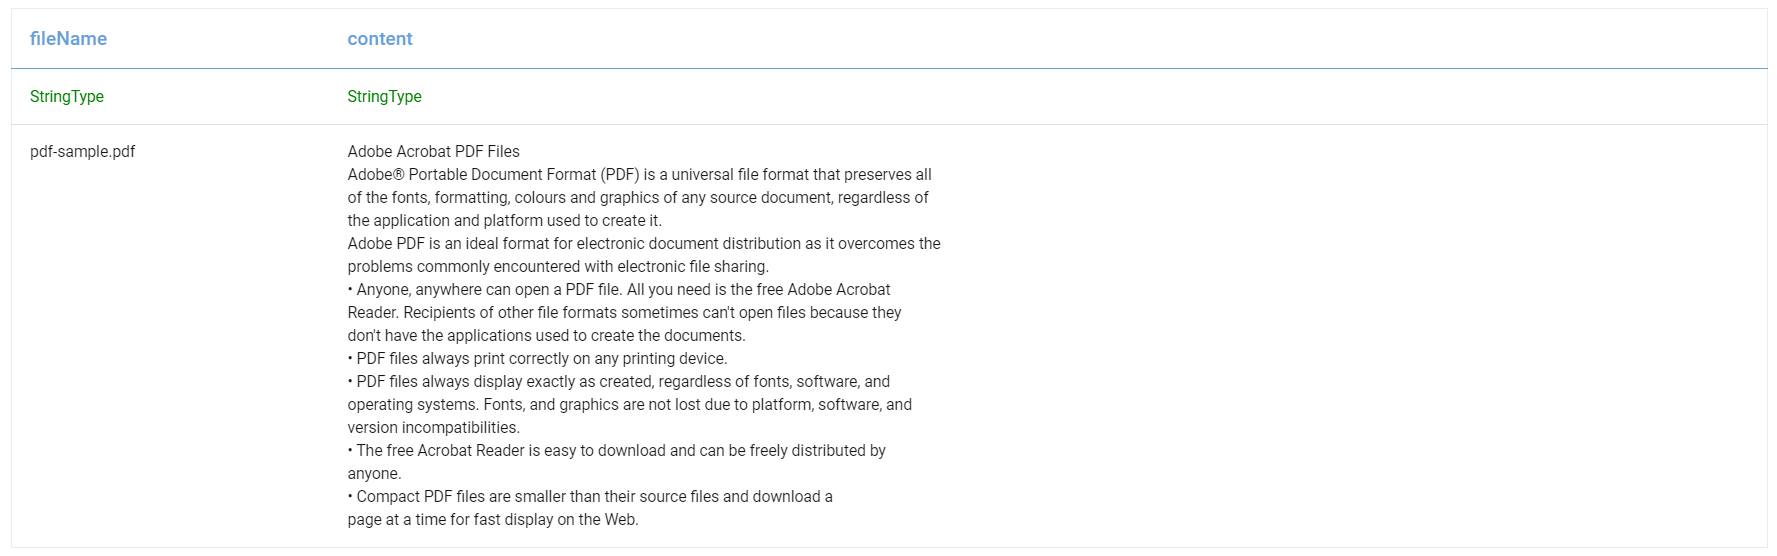 fileName content
StringType StringType
pdf-sample.pdf Adobe Acrobat PDF Files
Adobe® Portable Document Format (PDF) is a universal file format that preserves all
of the fonts, formatting, colours and graphics of any source document, regardless of
the application and platform used to create it.
Adobe PDF is an ideal format for electronic document distribution as it overcomes the
problems commonly encountered with electronic file sharing.
• Anyone, anywhere can open a PDF file. All you need is the free Adobe Acrobat
Reader. Recipients of other file formats sometimes can't open files because they
don't have the applications used to create the documents.
• PDF files always print correctly on any printing device.
• PDF files always display exactly as created, regardless of fonts, software, and
operating systems. Fonts, and graphics are not lost due to platform, software, and
version incompatibilities.
• The free Acrobat Reader is easy to download and can be freely distributed by
anyone.
• Compact PDF files are smaller than their source files and download a
page at a time for fast display on the Web.